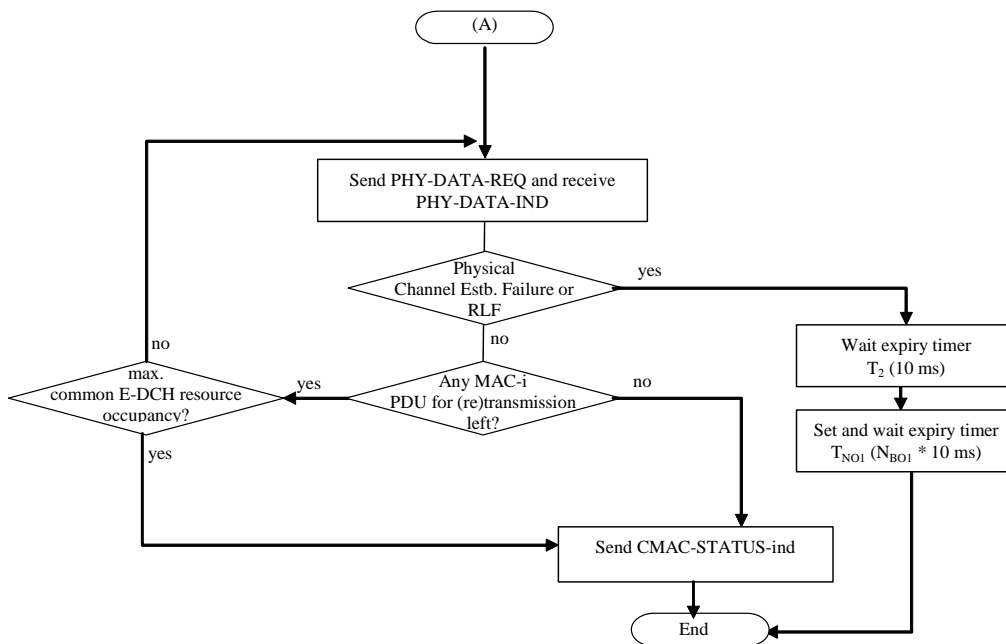 (A)
Send PHY-DATA-REQ and receive
PHY-DATA-IND
Physical
Channel Estb. Failure or
RLF
yes
no
Wait expiry timer
T₂ (10 ms)
Set and wait expiry timer
T_NO1 (N_BO1 * 10 ms)
Any MAC-i
PDU for (re)transmission
left?
no
yes
max.
common E-DCH resource
occupancy?
no
yes
Send CMAC-STATUS-ind
End